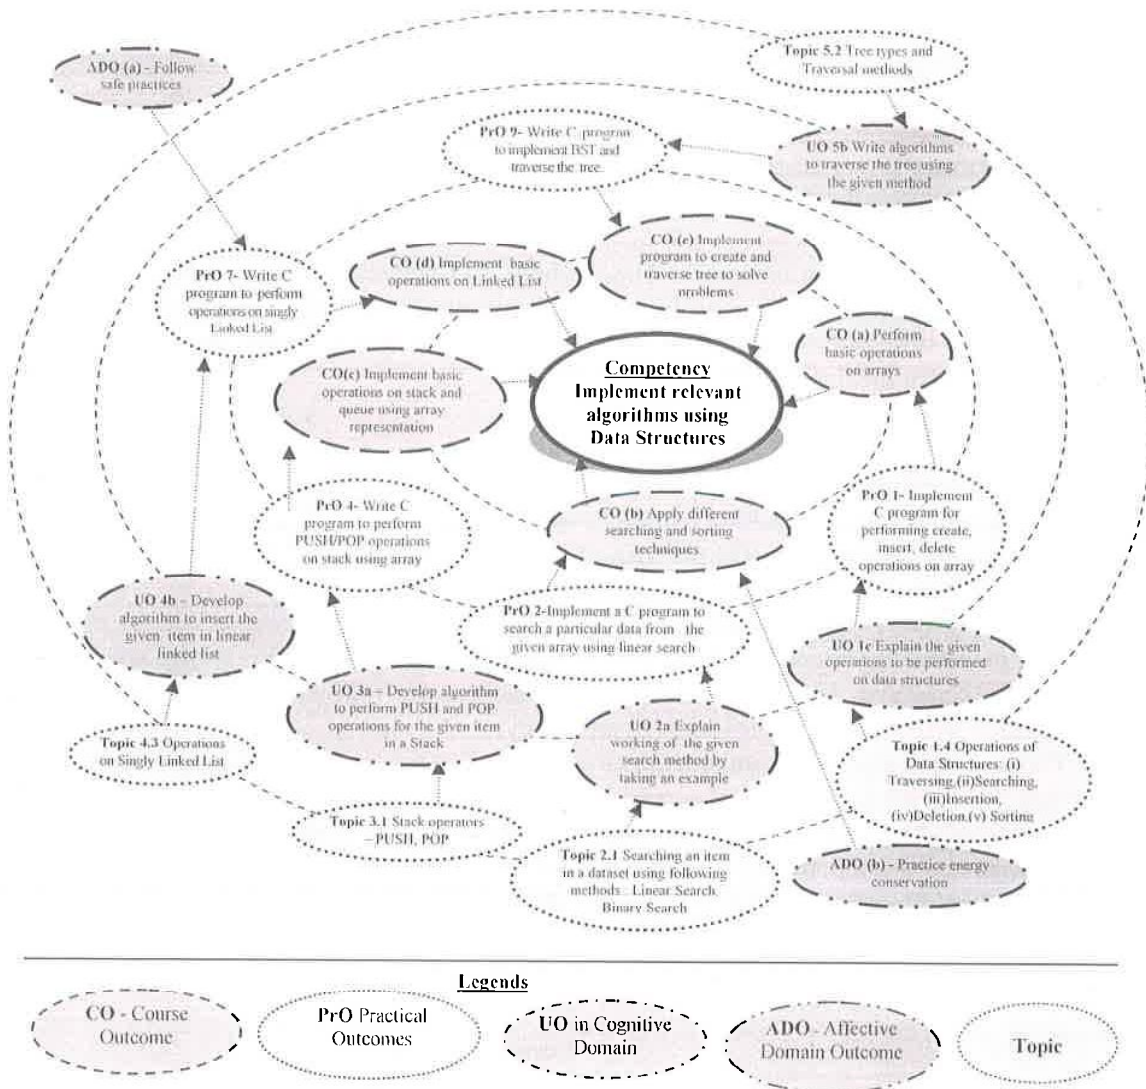 ADO (a) - Follow
safe practices
Topic 5.2 Tree types and
Traversal methods
PrO 9- Write C program
to implement BST and
traverse the tree.
UO 5b Write algorithms
to traverse the tree using
the given method
PrO 7- Write C
program to perform
operations on singly
Linked List
CO (d) Implement basic
operations on Linked List
CO (e) Implement
program to create and
traverse tree to solve
problems
CO (a) Perform
basic operations
on arrays
CO(c) Implement basic
operations on stack and
queue using array
representation
Competency
Implement relevant
algorithms using
Data Structures
PrO 4- Write C
program to perform
PUSH/POP operations
on stack using array
CO (b) Apply different
searching and sorting
techniques
PrO 1- Implement
C program for
performing create,
insert, delete
operations on array
UO 4b – Develop
algorithm to insert the
given item in linear
linked list
PrO 2-Implement a C program to
search a particular data from the
given array using linear search
UO 1c Explain the given
operations to be performed
on data structures
UO 3a – Develop algorithm
to perform PUSH and POP
operations for the given item
in a Stack
UO 2a Explain
working of the given
search method by
taking an example
Topic 4.3 Operations
on Singly Linked List
Topic 1.4 Operations of
Data Structures: (i)
Traversing,(ii)Searching,
(iii)Insertion,
(iv)Deletion,(v) Sorting
Topic 3.1 Stack operators
–PUSH, POP
Topic 2.1 Searching an item
in a dataset using following
methods : Linear Search,
Binary Search
ADO (b) - Practice energy
conservation
Legends
CO - Course
Outcome
PrO Practical
Outcomes
UO in Cognitive
Domain
ADO - Affective
Domain Outcome
Topic